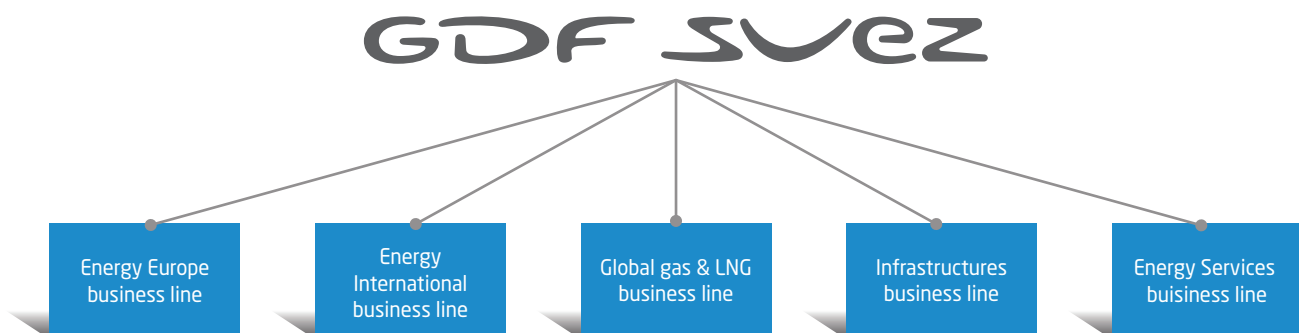 GDF SUEZ
Energy Europe
business line
Energy
International
business line
Global gas & LNG
business line
Infrastructures
business line
Energy Services
buisiness line